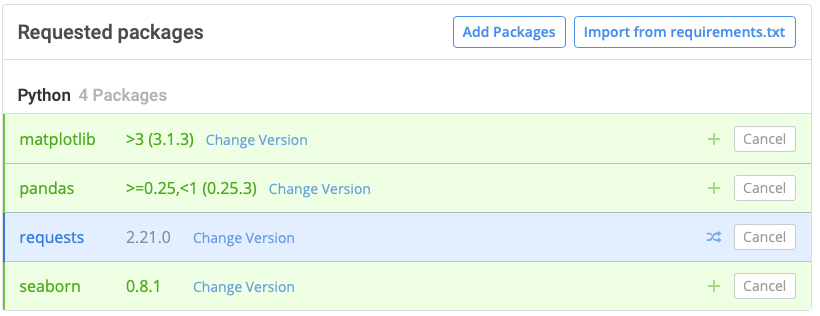 Requested packages Add Packages Import from requirements.txt
Python 4 Packages
matplotlib >3 (3.1.3) Change Version + Cancel
pandas >=0.25,<1 (0.25.3) Change Version + Cancel
requests 2.21.0 Change Version Cancel
seaborn 0.8.1 Change Version + Cancel